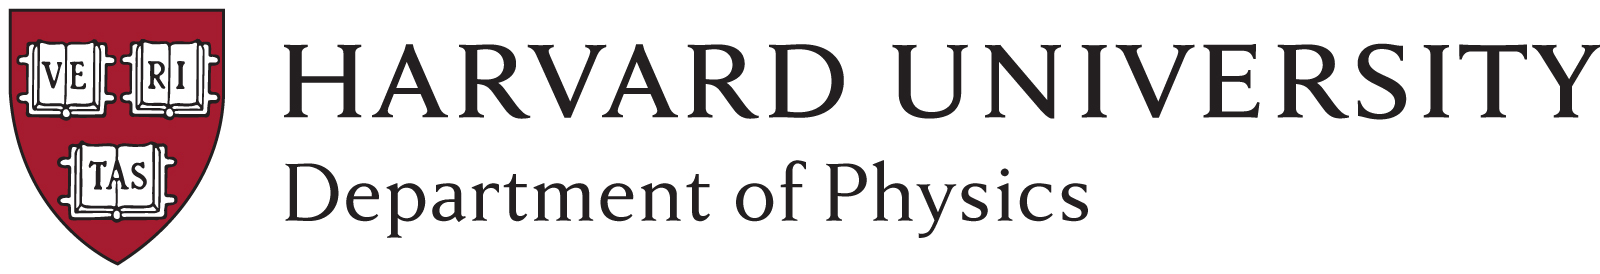 VE RI
TAS
HARVARD UNIVERSITY
Department of Physics